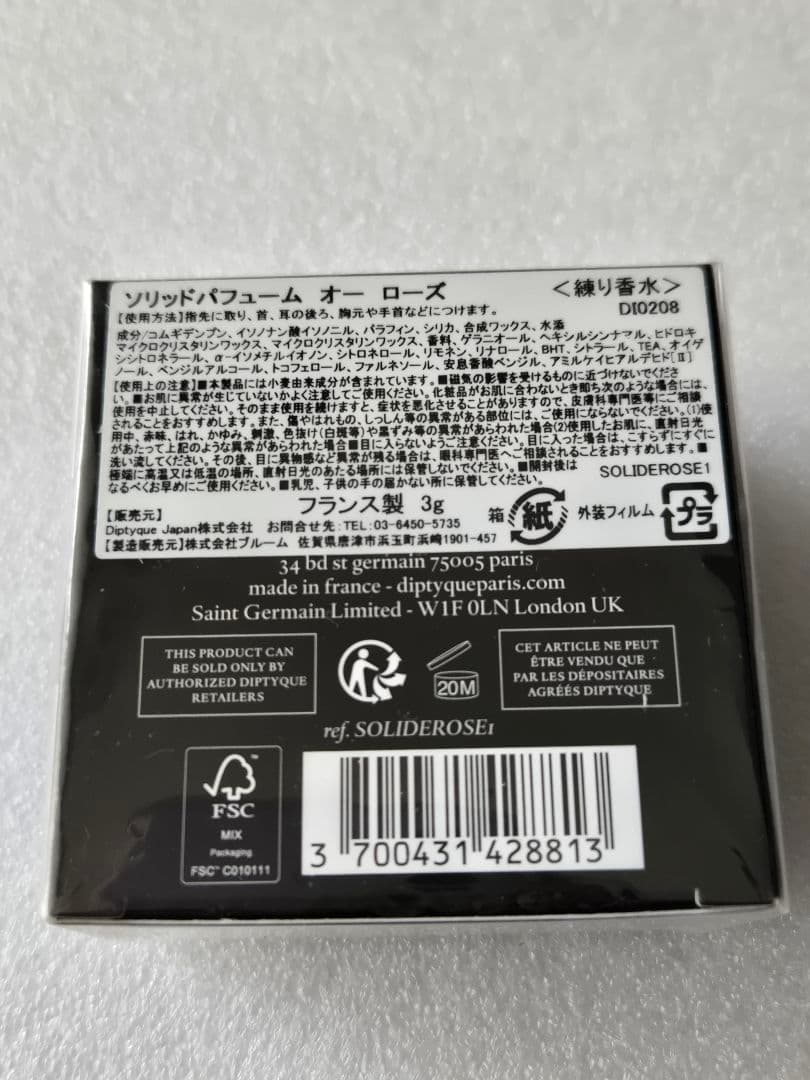 ソリッドパフューム オー ローズ ＜練り香水＞
DI0208
【使用方法】指先に取り、首、耳の後ろ、胸元や手首などにつけます。
成分/コムギデンプン、イソノナン酸イソノニル、パラフィン、シリカ、合成ワックス、水添
マイクロクリスタリンワックス、マイクロクリスタリンワックス、香料、ゲラニオール、ヘキシルシンナマル、ヒドロキ
シシトロネラール、α-イソメチルイオノン、シトロネロール、リモネン、リナロール、BHT、シトラール、TEA、オイゲ
ノール、ベンジルアルコール、トコフェロール、ファルネソール、安息香酸ベンジル、アミルケイヒアルデヒド[Ⅱ]
【使用上の注意】■本製品には小麦由来成分が含まれています。■磁気の影響を受けるものに近づけないでくださ
い。■お肌に異常が生じていないかよく注意してご使用ください。化粧品がお肌に合わないとき即ち次のような場合には、
使用を中止してください。そのまま使用を続けますと、症状を悪化させることがありますので、皮膚科専門医等にご相談
されることをおすすめします。また、傷やはれもの、しっしん等の異常がある部位には、ご使用にならないでください。(1)使
用中、赤味、はれ、かゆみ、刺激、色抜け(白斑等)や黒ずみ等の異常があらわれた場合(2)使用したお肌に、直射日光
があたって上記のような異常があらわれた場合■目に入らないようご注意ください。目に入った場合は、こすらずにすぐに
洗い流してください。その後、目に異物感など異常が残る場合は、眼科専門医へご相談されることをおすすめします。■
極端に高温又は低温の場所、直射日光のあたる場所には保管しないでください。■開封後は
なるべくお早めにご使用ください。■乳児、子供の手の届かない所に保管してください。
SOLIDEROSE1
フランス製 3g
【販売元】
Diptyque Japan株式会社 お問合せ先:TEL:03-6450-5735
【製造販売元】株式会社ブルーム 佐賀県唐津市浜玉町浜崎1901-457
箱 紙 外装フィルム プラ
34 bd st germain 75005 paris
made in france - diptyqueparis.com
Saint Germain Limited - W1F 0LN London UK
THIS PRODUCT CAN
BE SOLD ONLY BY
AUTHORIZED DIPTYQUE
RETAILERS
20M
CET ARTICLE NE PEUT
ÊTRE VENDU QUE
PAR LES DÉPOSITAIRES
AGRÉÉS DIPTYQUE
ref. SOLIDEROSE1
FSC
MIX
Packaging
FSC™ C010111
3 700431 428813